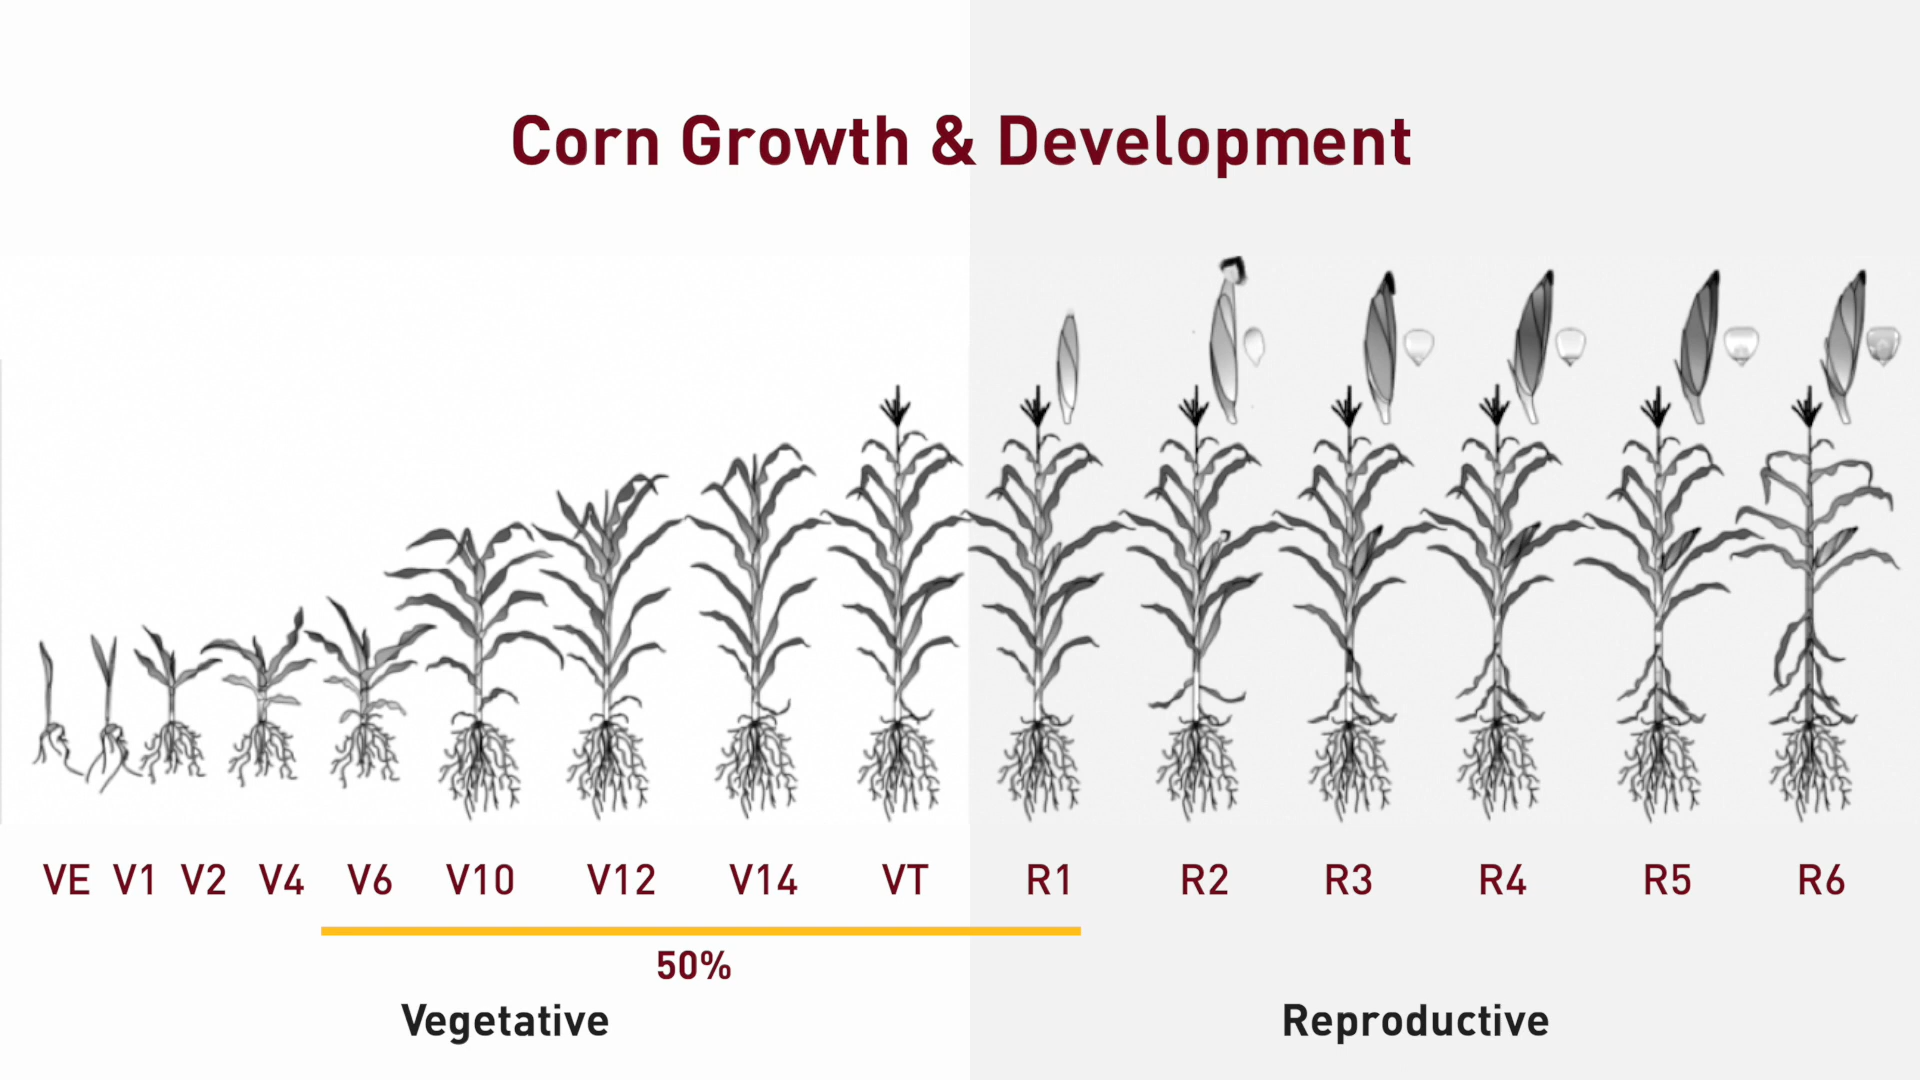 Corn Growth & Development
VE V1 V2 V4 V6 V10 V12 V14 VT R1 R2 R3 R4 R5 R6
50%
Vegetative Reproductive